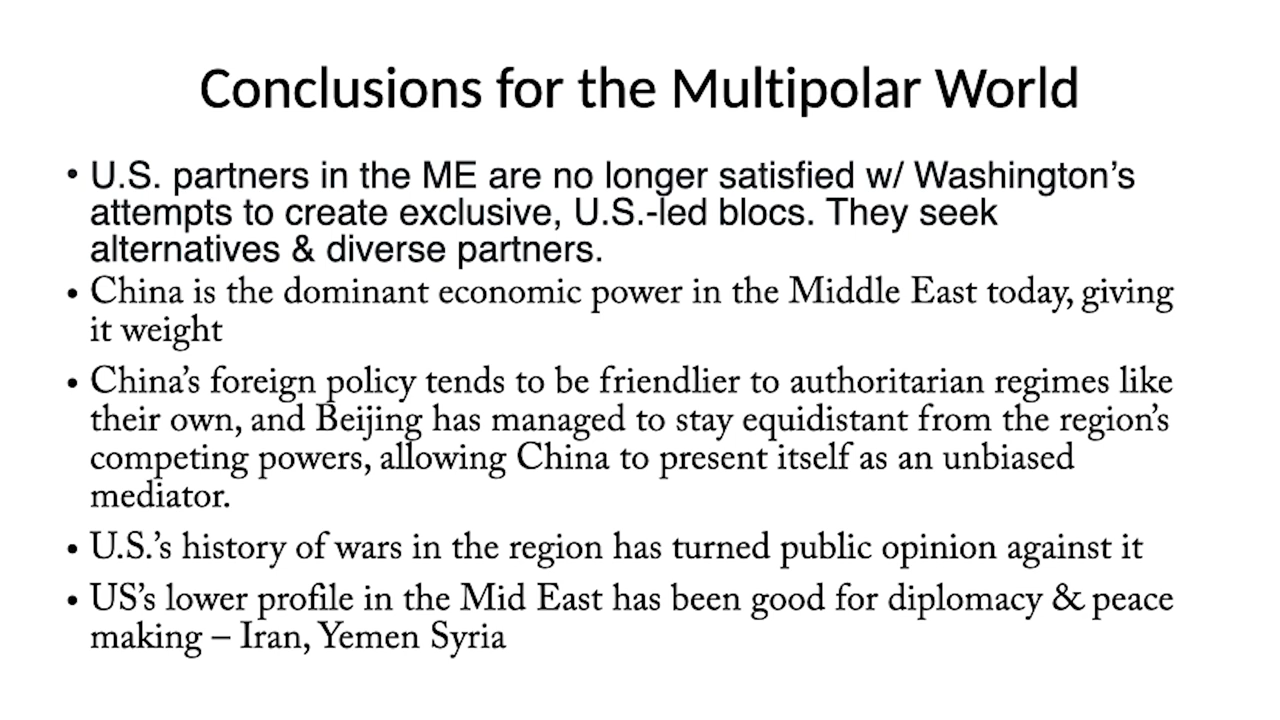 Conclusions for the Multipolar World
• U.S. partners in the ME are no longer satisfied w/ Washington’s
attempts to create exclusive, U.S.-led blocs. They seek
alternatives & diverse partners.
• China is the dominant economic power in the Middle East today, giving
it weight
• China’s foreign policy tends to be friendlier to authoritarian regimes like
their own, and Beijing has managed to stay equidistant from the region’s
competing powers, allowing China to present itself as an unbiased
mediator.
• U.S.’s history of wars in the region has turned public opinion against it
• US’s lower profile in the Mid East has been good for diplomacy & peace
making – Iran, Yemen Syria